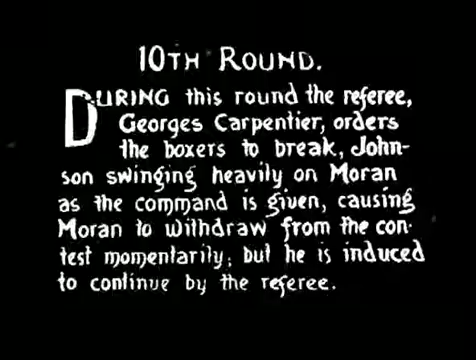 10TH ROUND.
DURING this round the referee,
Georges Carpentier, orders
the boxers to break, John-
son swinging heavily on Moran
as the command is given, causing
Moran to withdraw from the con-
test momentarily; but he is induced
to continue by the referee.